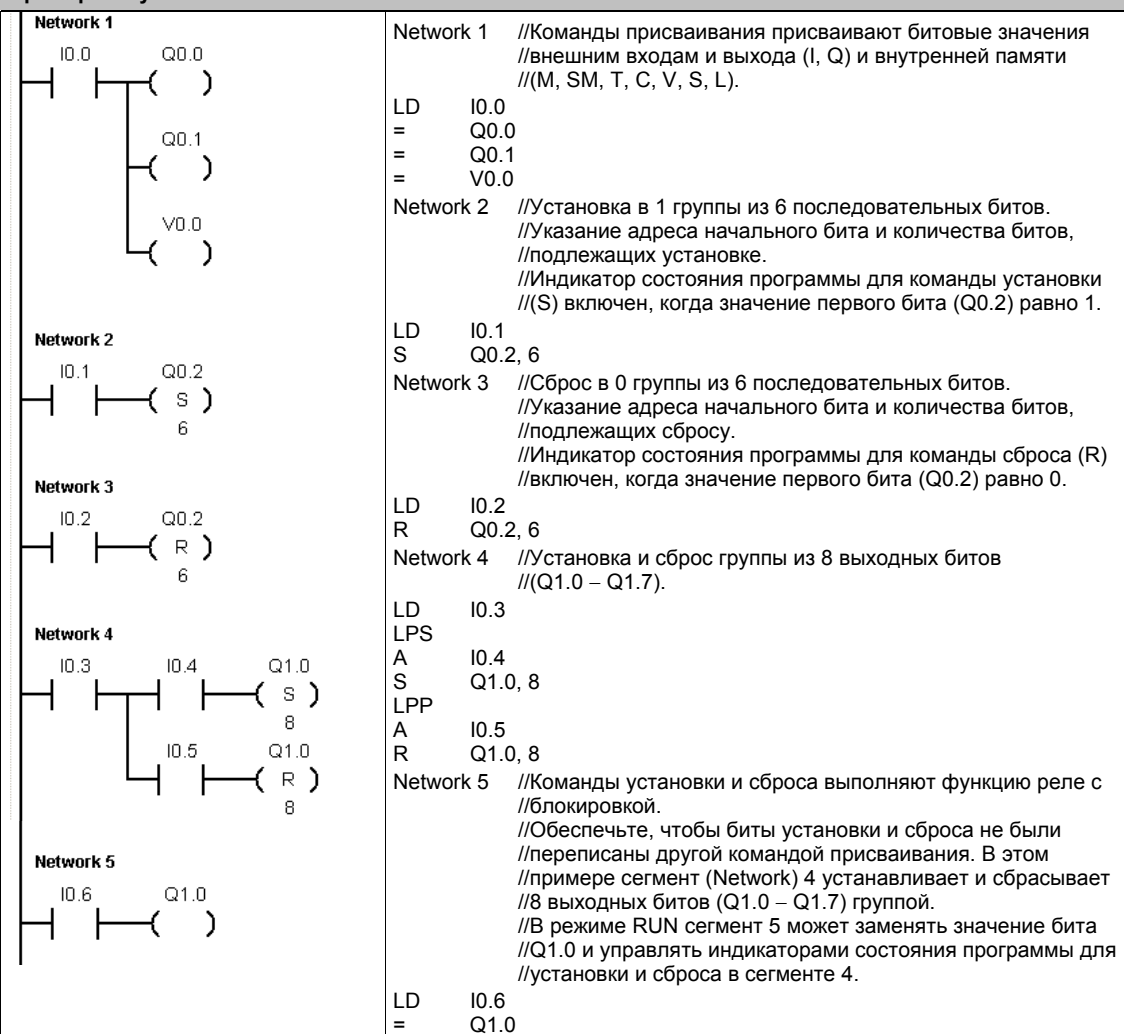 Network 1
I0.0 Q0.0
( )
Q0.1
( )
V0.0
( )
Network 2
I0.1 Q0.2
( S )
6
Network 3
I0.2 Q0.2
( R )
6
Network 4
I0.3 I0.4 Q1.0
( S )
8
I0.5 Q1.0
( R )
8
Network 5
I0.6 Q1.0
( )
Network 1 //Команды присваивания присваивают битовые значения
//внешним входам и выхода (I, Q) и внутренней памяти
//(M, SM, T, C, V, S, L).
LD I0.0
= Q0.0
= Q0.1
= V0.0
Network 2 //Установка в 1 группы из 6 последовательных битов.
//Указание адреса начального бита и количества битов,
//подлежащих установке.
//Индикатор состояния программы для команды установки
//(S) включен, когда значение первого бита (Q0.2) равно 1.
LD I0.1
S Q0.2, 6
Network 3 //Сброс в 0 группы из 6 последовательных битов.
//Указание адреса начального бита и количества битов,
//подлежащих сбросу.
//Индикатор состояния программы для команды сброса (R)
//включен, когда значение первого бита (Q0.2) равно 0.
LD I0.2
R Q0.2, 6
Network 4 //Установка и сброс группы из 8 выходных битов
//(Q1.0 – Q1.7).
LD I0.3
LPS
A I0.4
S Q1.0, 8
LPP
A I0.5
R Q1.0, 8
Network 5 //Команды установки и сброса выполняют функцию реле с
//блокировкой.
//Обеспечьте, чтобы биты установки и сброса не были
//переписаны другой командой присваивания. В этом
//примере сегмент (Network) 4 устанавливает и сбрасывает
//8 выходных битов (Q1.0 – Q1.7) группой.
//В режиме RUN сегмент 5 может заменять значение бита
//Q1.0 и управлять индикаторами состояния программы для
//установки и сброса в сегменте 4.
LD I0.6
= Q1.0